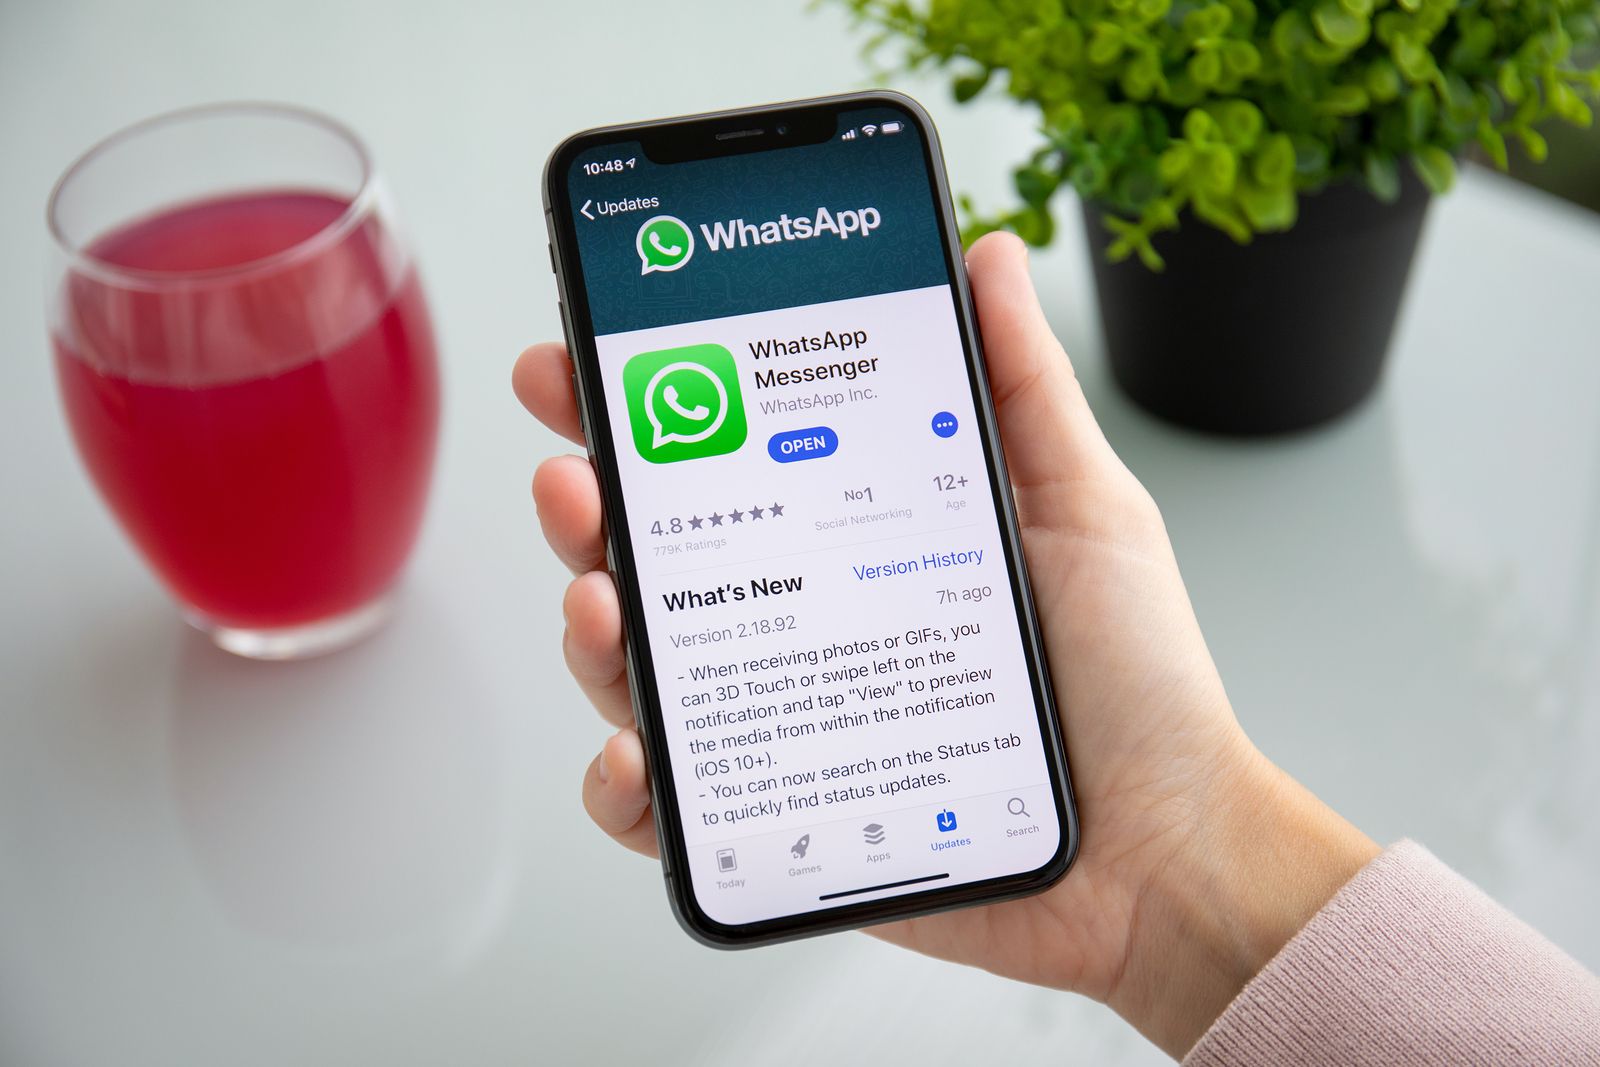 10:48
Updates
WhatsApp
WhatsApp
Messenger
WhatsApp Inc.
OPEN
4.8
779K Ratings
No1
Social Networking
12+
Age
What's New
Version History
Version 2.18.92
7h ago
- When receiving photos or GIFs, you
can 3D Touch or swipe left on the
notification and tap "View" to preview
the media from within the notification
(iOS 10+).
- You can now search on the Status tab
to quickly find status updates.
Today
Games
Apps
Updates
Search